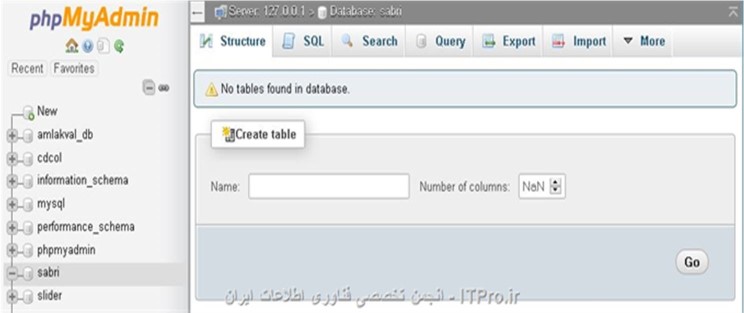 phpMyAdmin
Recent Favorites
New
amlakval_db
cdcol
information_schema
mysql
performance_schema
phpmyadmin
sabri
slider
Server: 127.0.0.1 » Database: sabri
Structure SQL Search Query Export Import More
No tables found in database.
Create table
Name: Number of columns: NaN
Go
ITPro.ir - انجمن تخصصی فناوری اطلاعات ایران